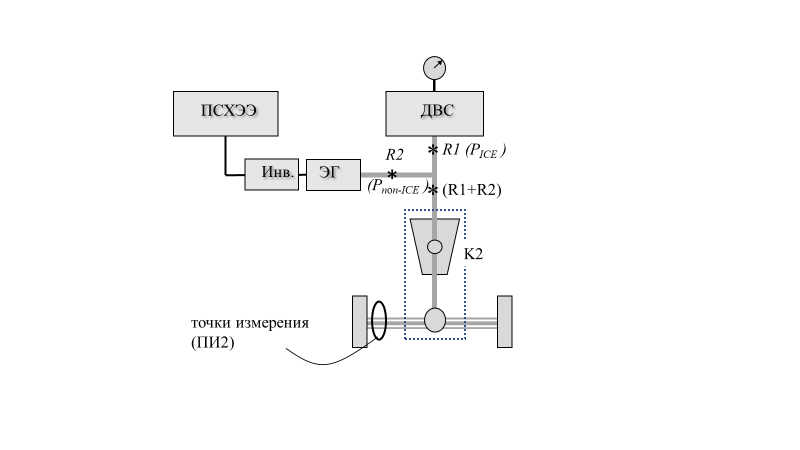 ПСХЭЭ
ДВС
R1 (P_ICE )
R2
Инв.
ЭГ
(P_non-ICE )
(R1+R2)
K2
точки измерения
(ПИ2)